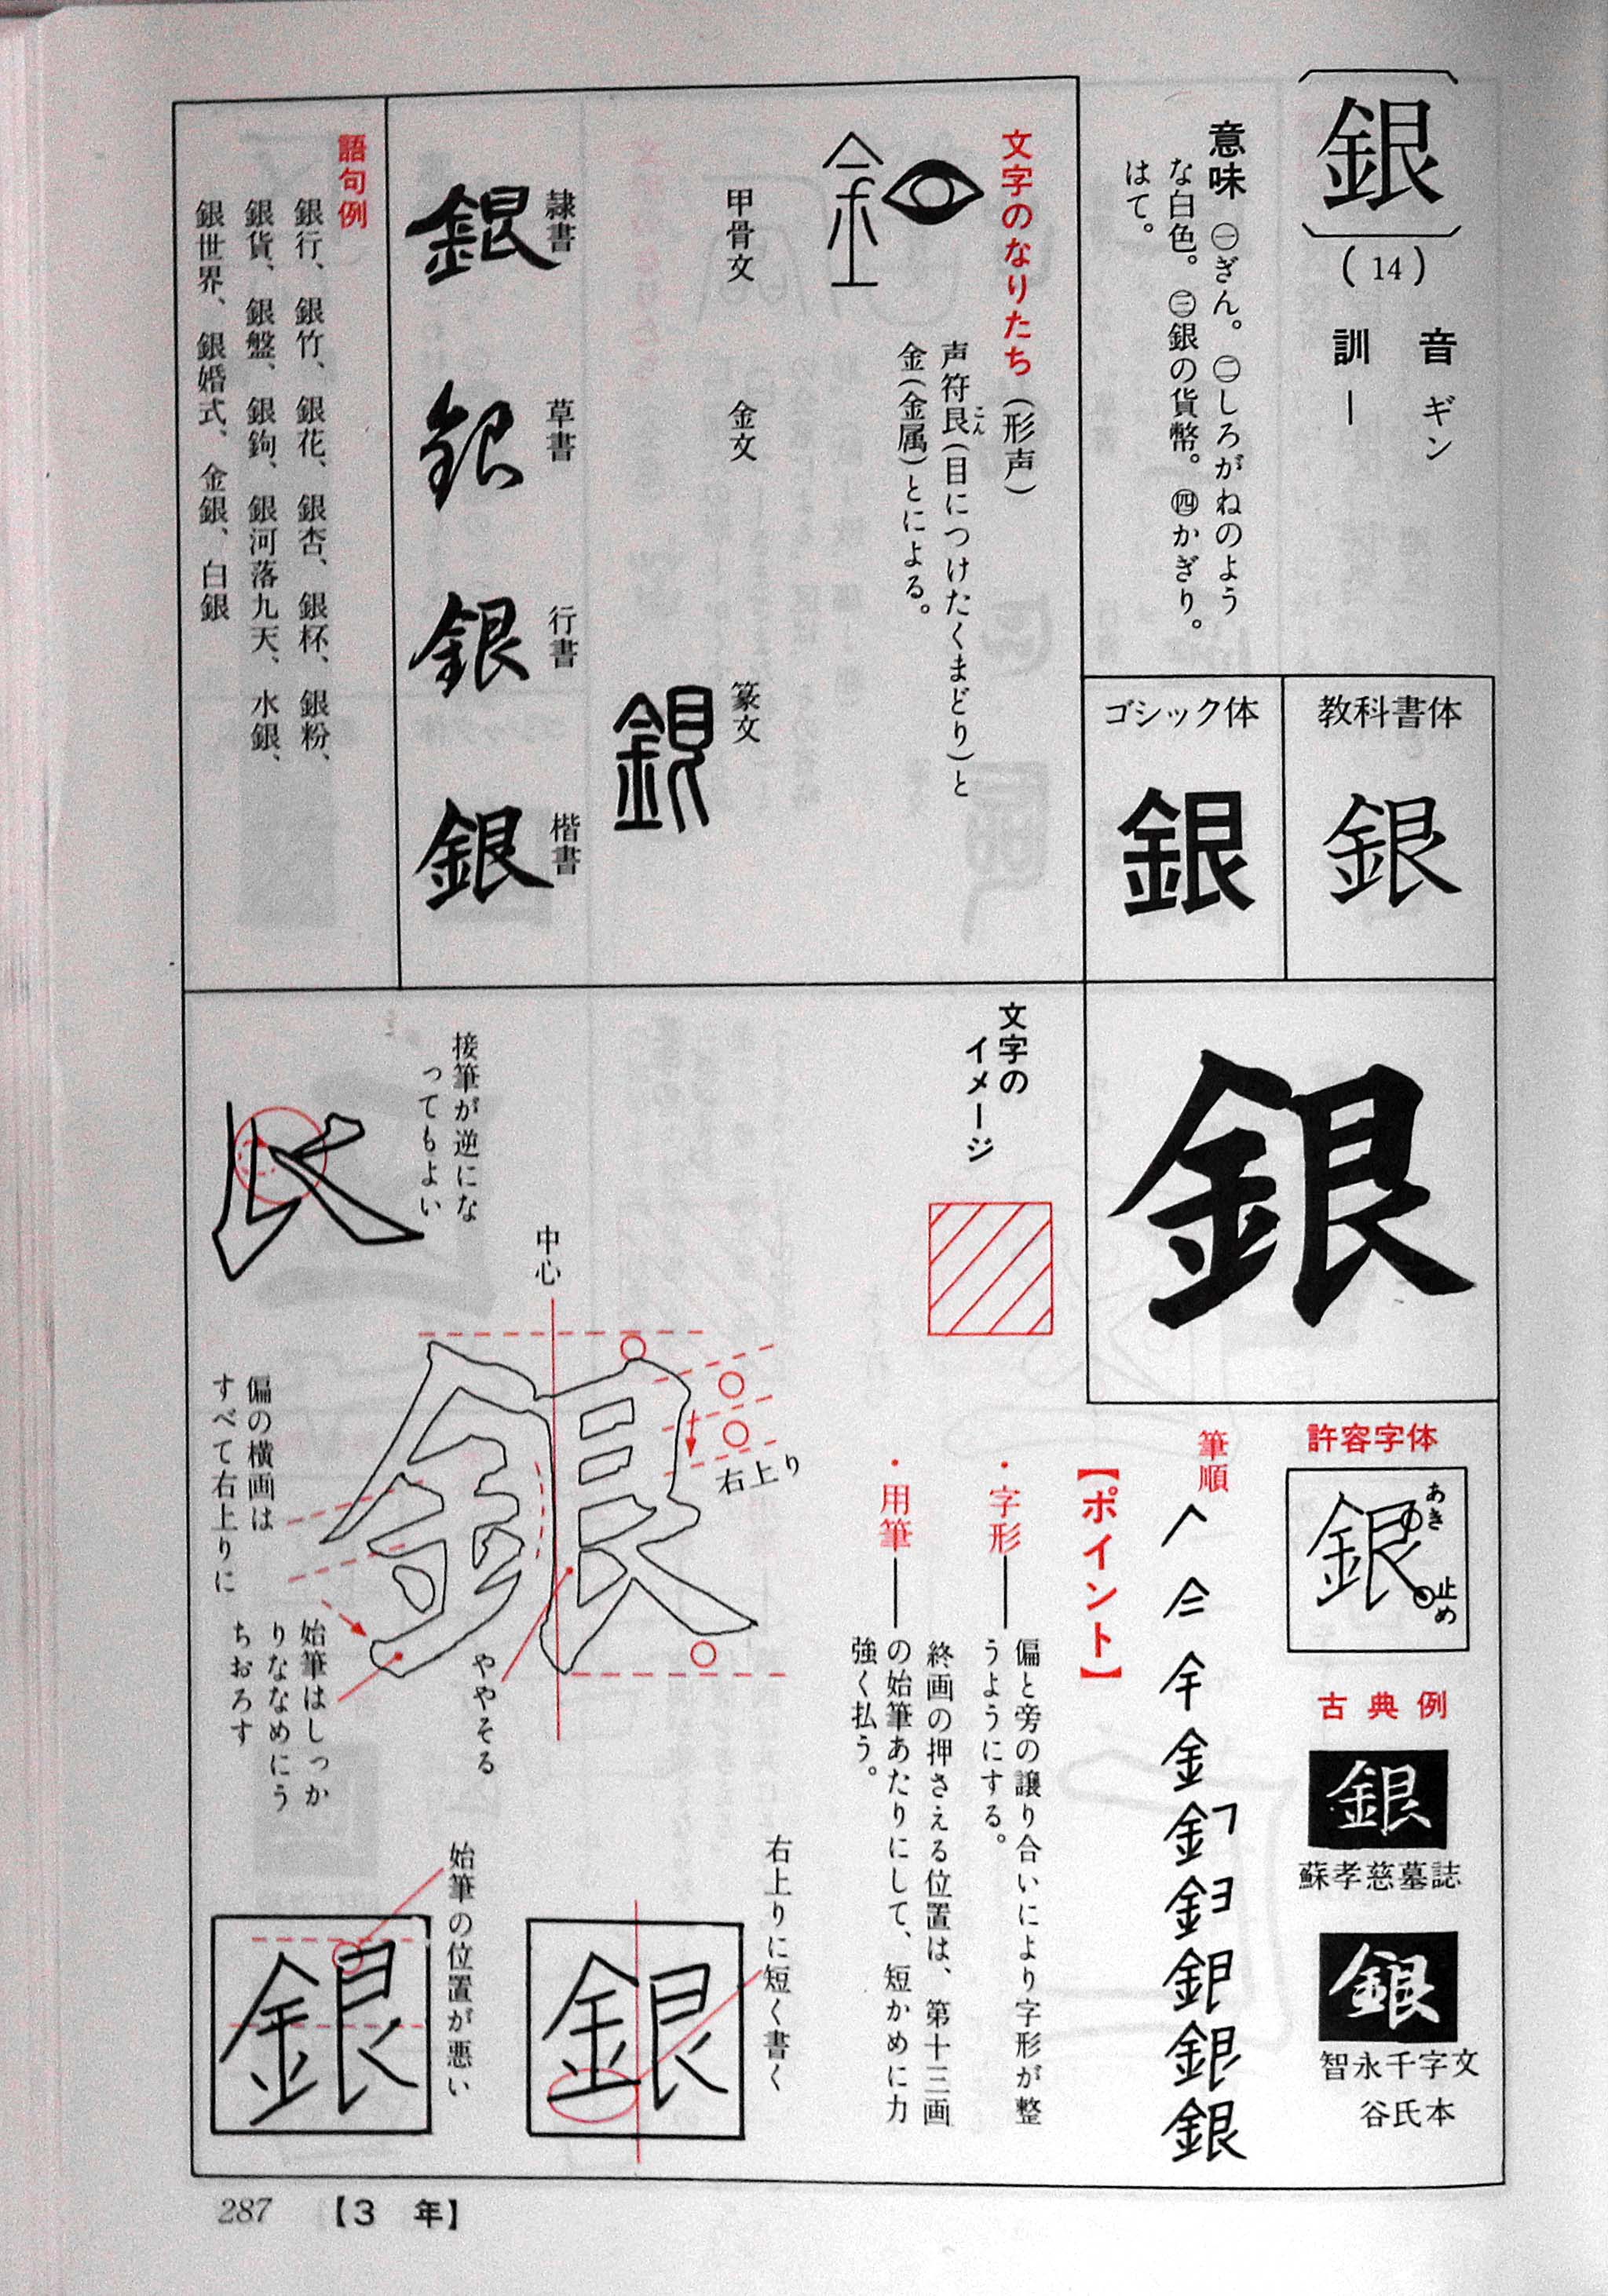 銀
(14)
音 ギン
訓 ―
意味 ㊀ぎん。㊁しろがねのよう
な白色。㊂銀の貨幣。㊃かぎり。
はて。
教科書体
銀
ゴシック体
銀
文字のなりたち(形声)
声符艮(目につけたくまどり)と
こん
金(金属)とによる。
甲骨文
金文
篆文
銀
隷書
銀
草書
銀
行書
銀
楷書
銀
語句例
銀行、銀竹、銀花、銀杏、銀杯、銀粉、
銀貨、銀盤、銀鉤、銀河落九天、水銀、
銀世界、銀婚式、金銀、白銀
銀
許容字体
銀
あき
止め
古典例
銀
蘇孝慈墓誌
銀
智永千字文
谷氏本
筆順
銀
【ポイント】
・字形―偏と旁の譲り合いにより字形が整
うようにする。
・用筆―終画の押さえる位置は、第十三画
の始筆あたりにして、短かめに力
強く払う。
文字の
イメージ
右上り
中心
接筆が逆にな
ってもよい
偏の横画は
すべて右上りに
始筆はしっか
りななめにう
ちおろす
ややそる
右上りに短く書く
銀
始筆の位置が悪い
銀
287 【3 年】